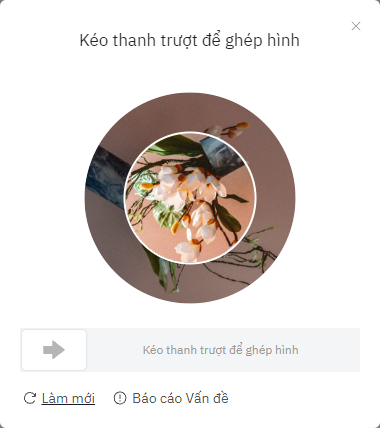 Kéo thanh trượt để ghép hình
Kéo thanh trượt để ghép hình
Làm mới
Báo cáo Vấn đề